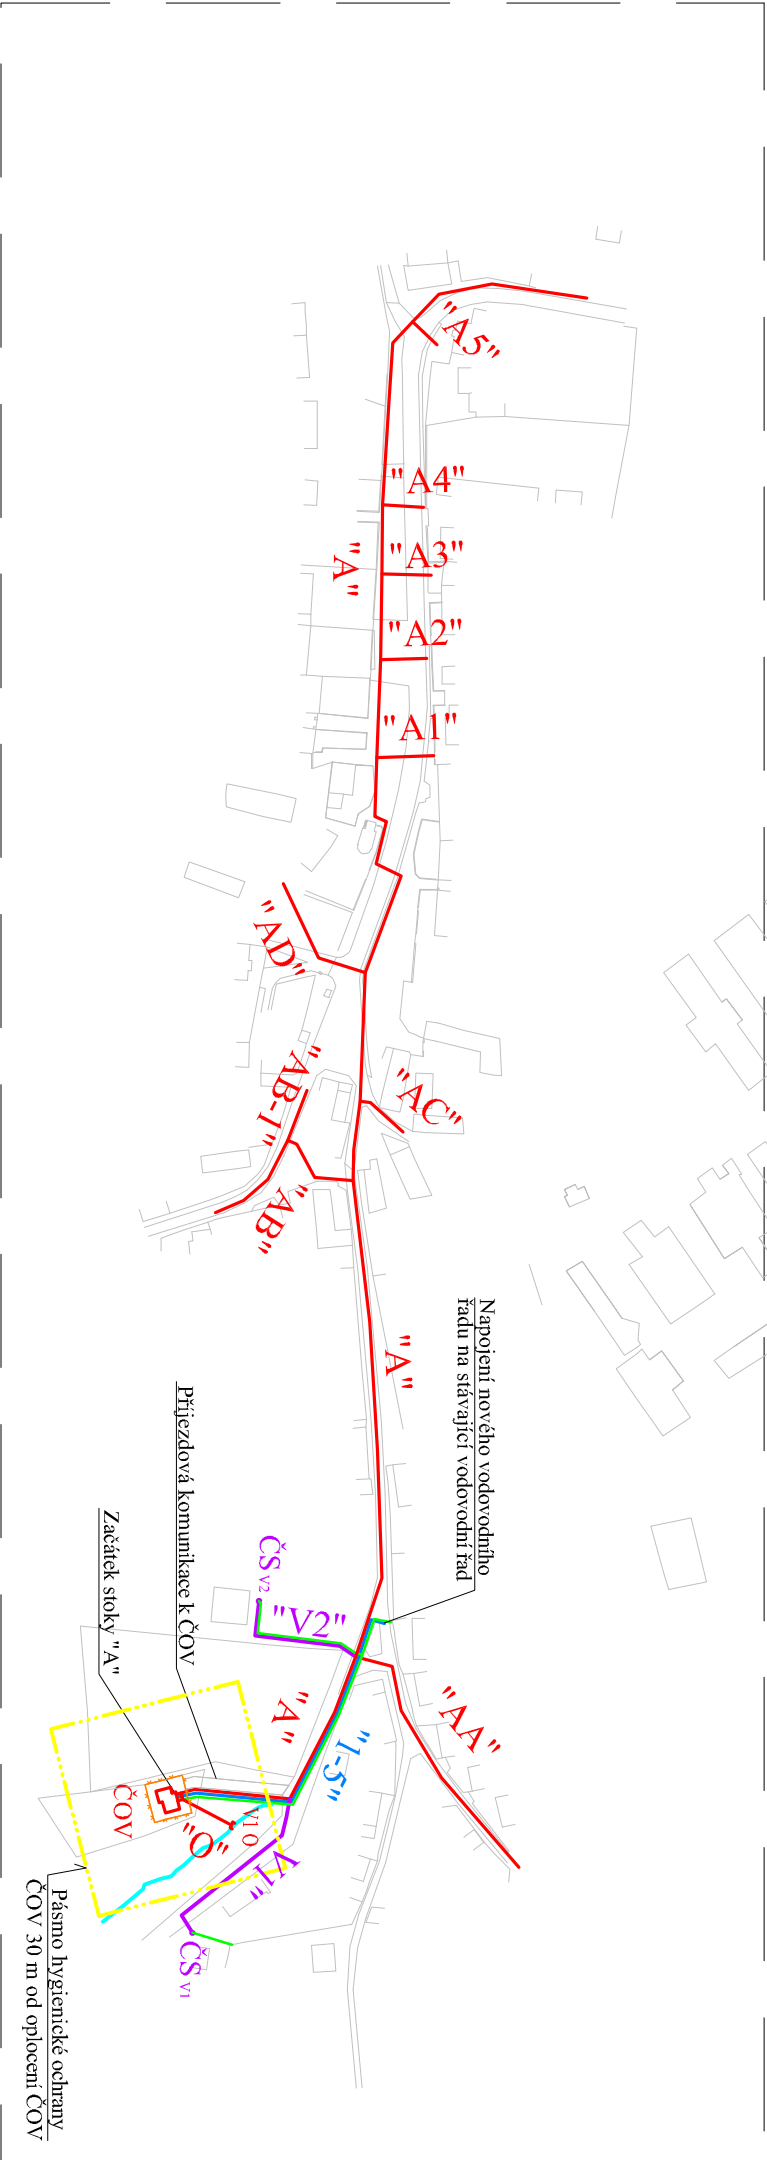 "A5"
"A4"
"A3"
"A"
"A2"
"A1"
"AD"
"AC"
"AB-1"
"AB"
"A"
Napojení nového vodovodního
řadu na stávající vodovodní řad
Příjezdová komunikace k ČOV
Začátek stoky "A"
ČS V2
"V2"
"A"
"AA"
"1-5"
ČOV
"O"
V1O
"V1"
ČS V1
Pásmo hygienické ochrany
ČOV 30 m od oplocení ČOV